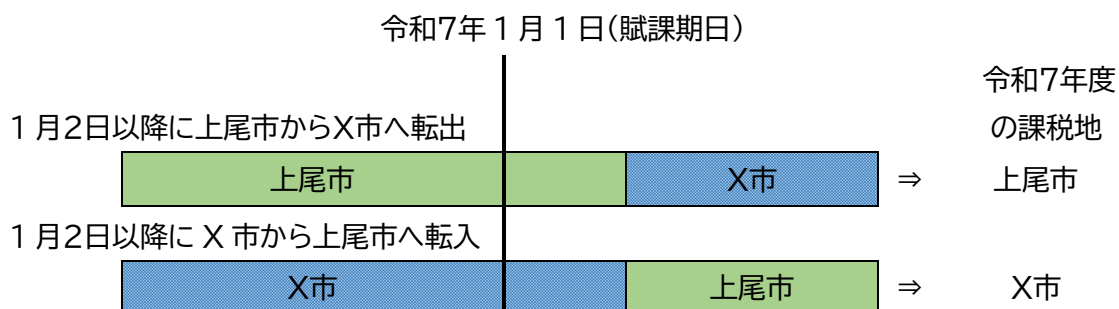 令和7年1月1日(賦課期日)
令和7年度
の課税地
1月2日以降に上尾市からX市へ転出
上尾市 X市 ⇒ 上尾市
1月2日以降に X 市から上尾市へ転入
X市 上尾市 ⇒ X市